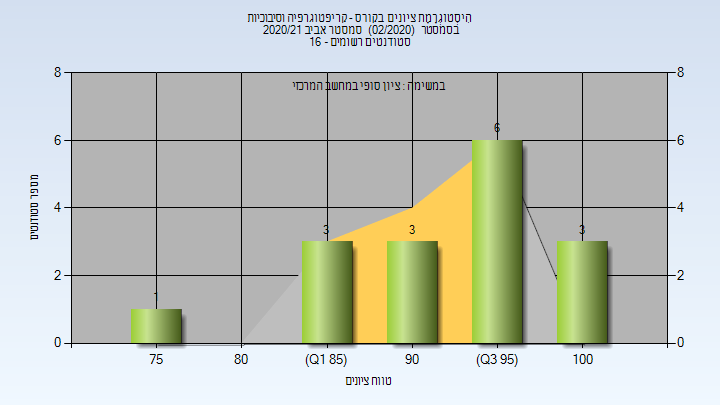 היסטוגרמת ציונים בקורס - קריפטוגרפיה וסיבוכיות
בסמסטר (02/2020) סמסטר אביב 2020/21
סטודנטים רשומים - 16
במשימה : ציון סופי במחשב המרכזי
8 8
6 6
4 4
2 2
0 0
1 3 3 6 3
75 80 (Q1 85) 90 (Q3 95) 100
מספר סטודנטים
טווח ציונים